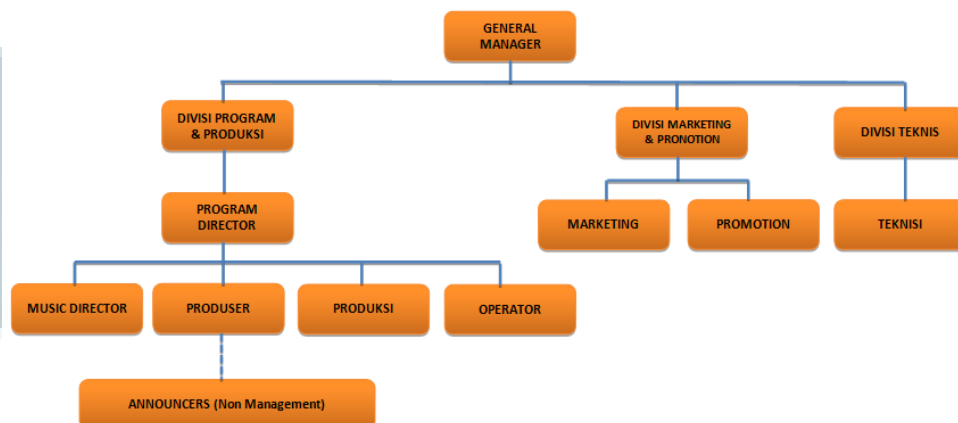 GENERAL
MANAGER
DIVISI PROGRAM
& PRODUKSI
DIVISI MARKETING
& PRONOTION
DIVISI TEKNIS
PROGRAM
DIRECTOR
MARKETING
PROMOTION
TEKNISI
MUSIC DIRECTOR
PRODUSER
PRODUKSI
OPERATOR
ANNOUNCERS (Non Management)